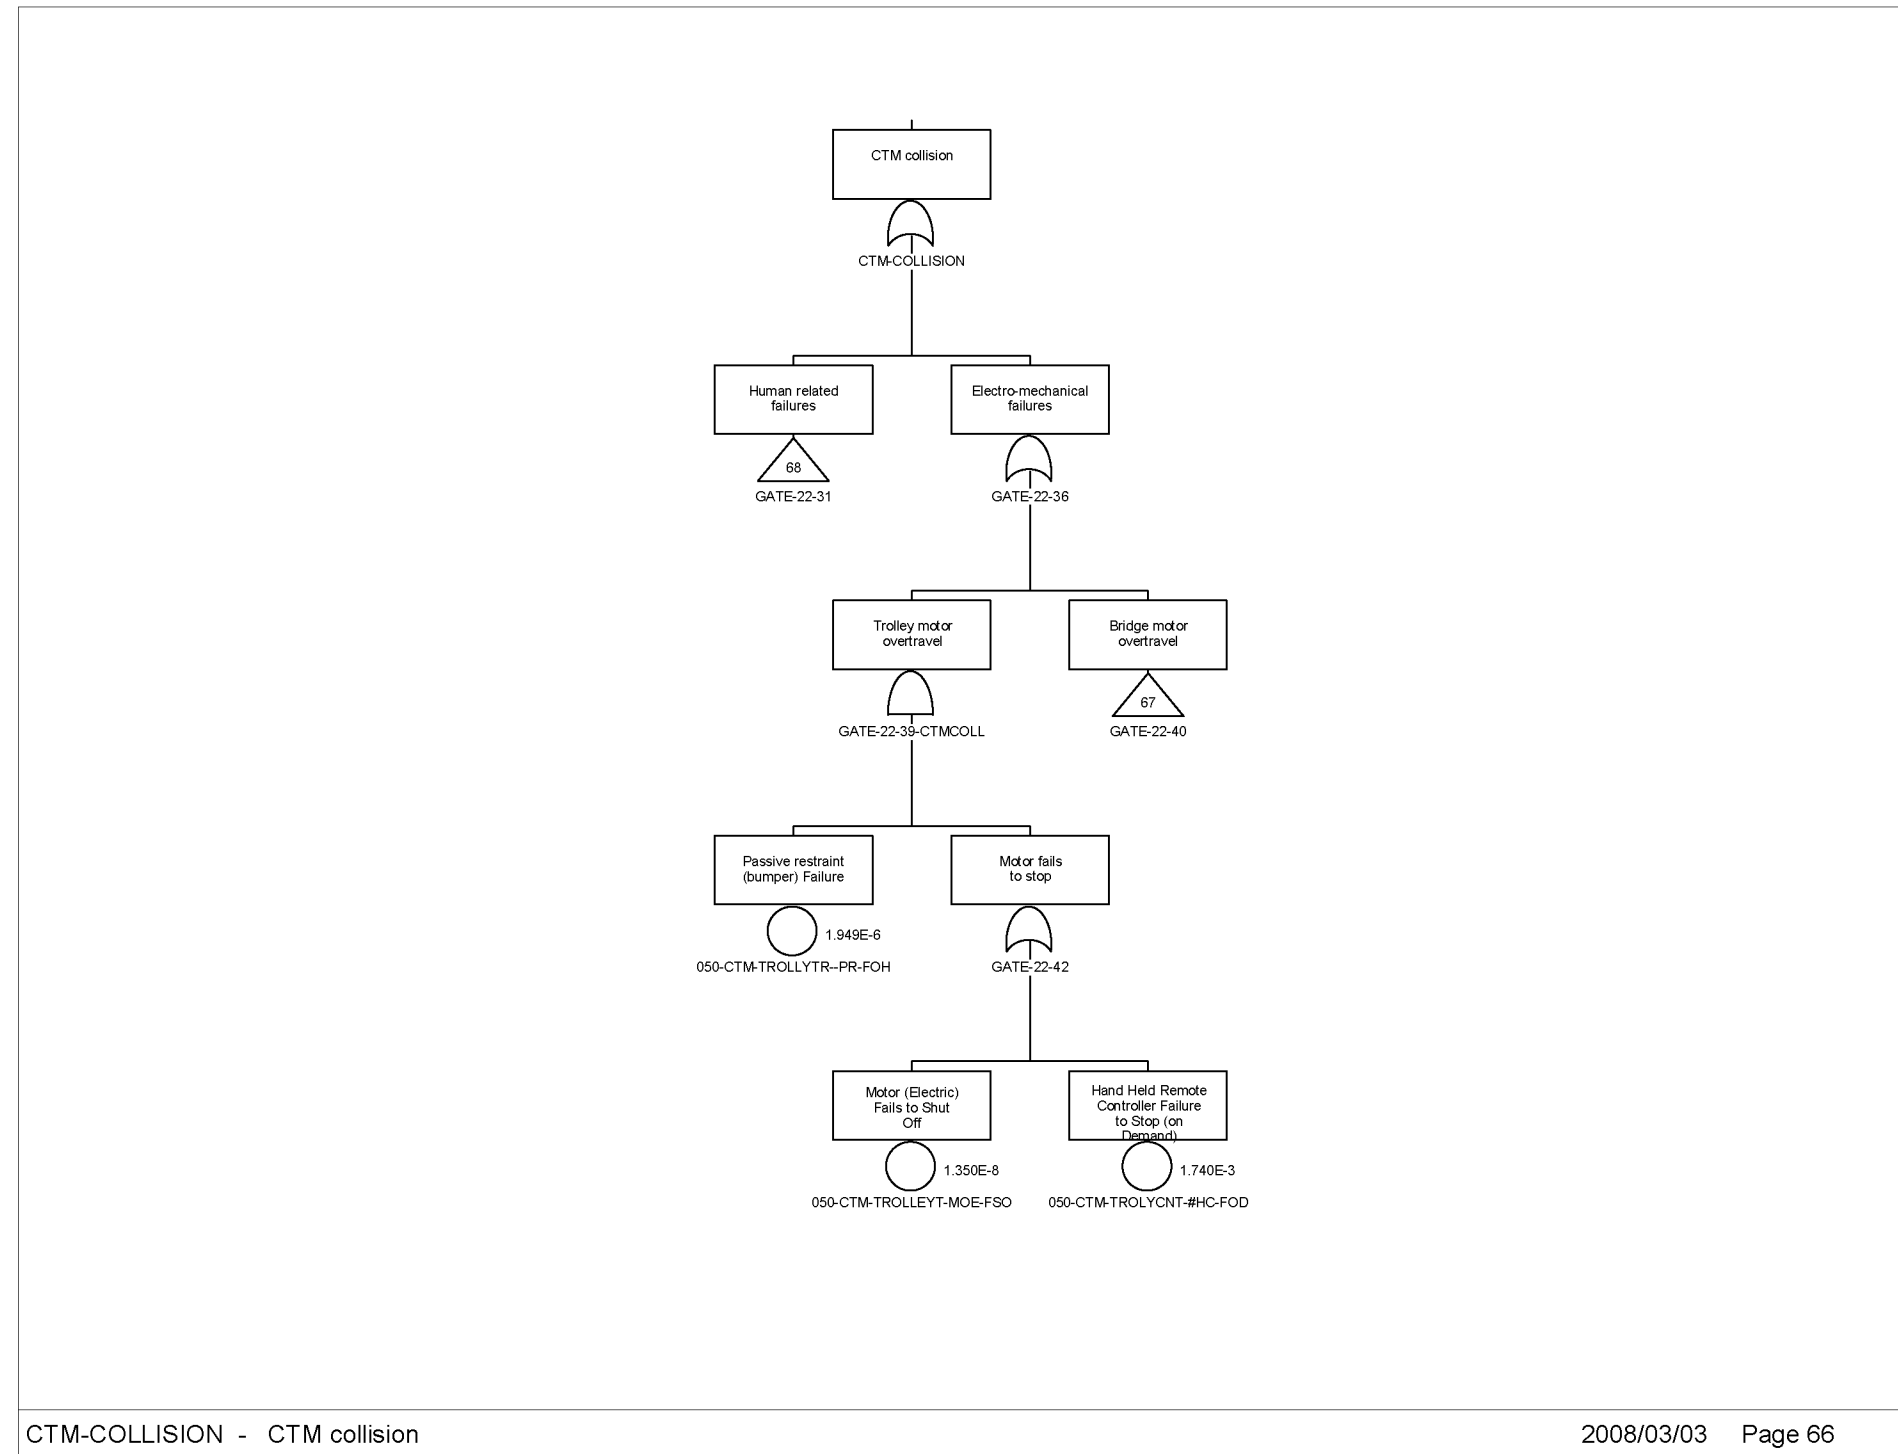 CTM collision
CTM-COLLISION
Human related
failures
68
GATE-22-31
Electro-mechanical
failures
GATE-22-36
Trolley motor
overtravel
GATE-22-39-CTMCOLL
Bridge motor
overtravel
67
GATE-22-40
Passive restraint
(bumper) Failure
1.949E-6
050-CTM-TROLLYTR--PR-FOH
Motor fails
to stop
GATE-22-42
Motor (Electric)
Fails to Shut
Off
1.350E-8
050-CTM-TROLLEYT-MOE-FSO
Hand Held Remote
Controller Failure
to Stop (on
Demand)
1.740E-3
050-CTM-TROLYCNT-#HC-FOD
CTM-COLLISION - CTM collision
2008/03/03 Page 66